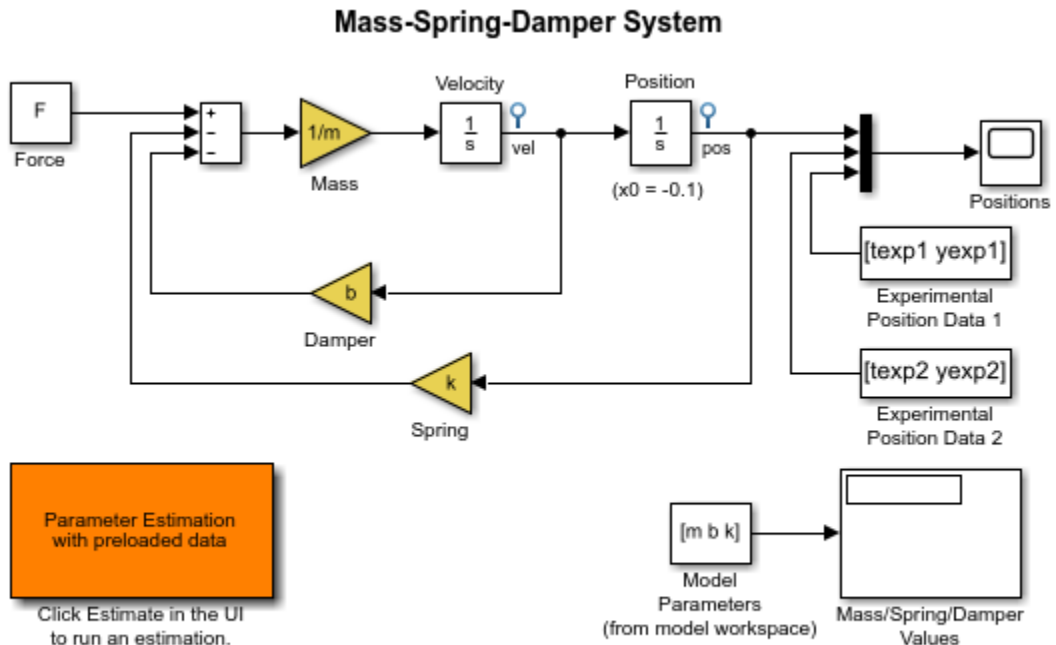 Mass-Spring-Damper System
F
Force
+
−
−
1/m
Mass
Velocity
1
s
vel
Position
1
s
pos
(x0 = -0.1)
Positions
[texp1 yexp1]
Experimental
Position Data 1
b
Damper
[texp2 yexp2]
Experimental
Position Data 2
k
Spring
Parameter Estimation
with preloaded data
Click Estimate in the UI
to run an estimation.
[m b k]
Model
Parameters
(from model workspace)
Mass/Spring/Damper
Values